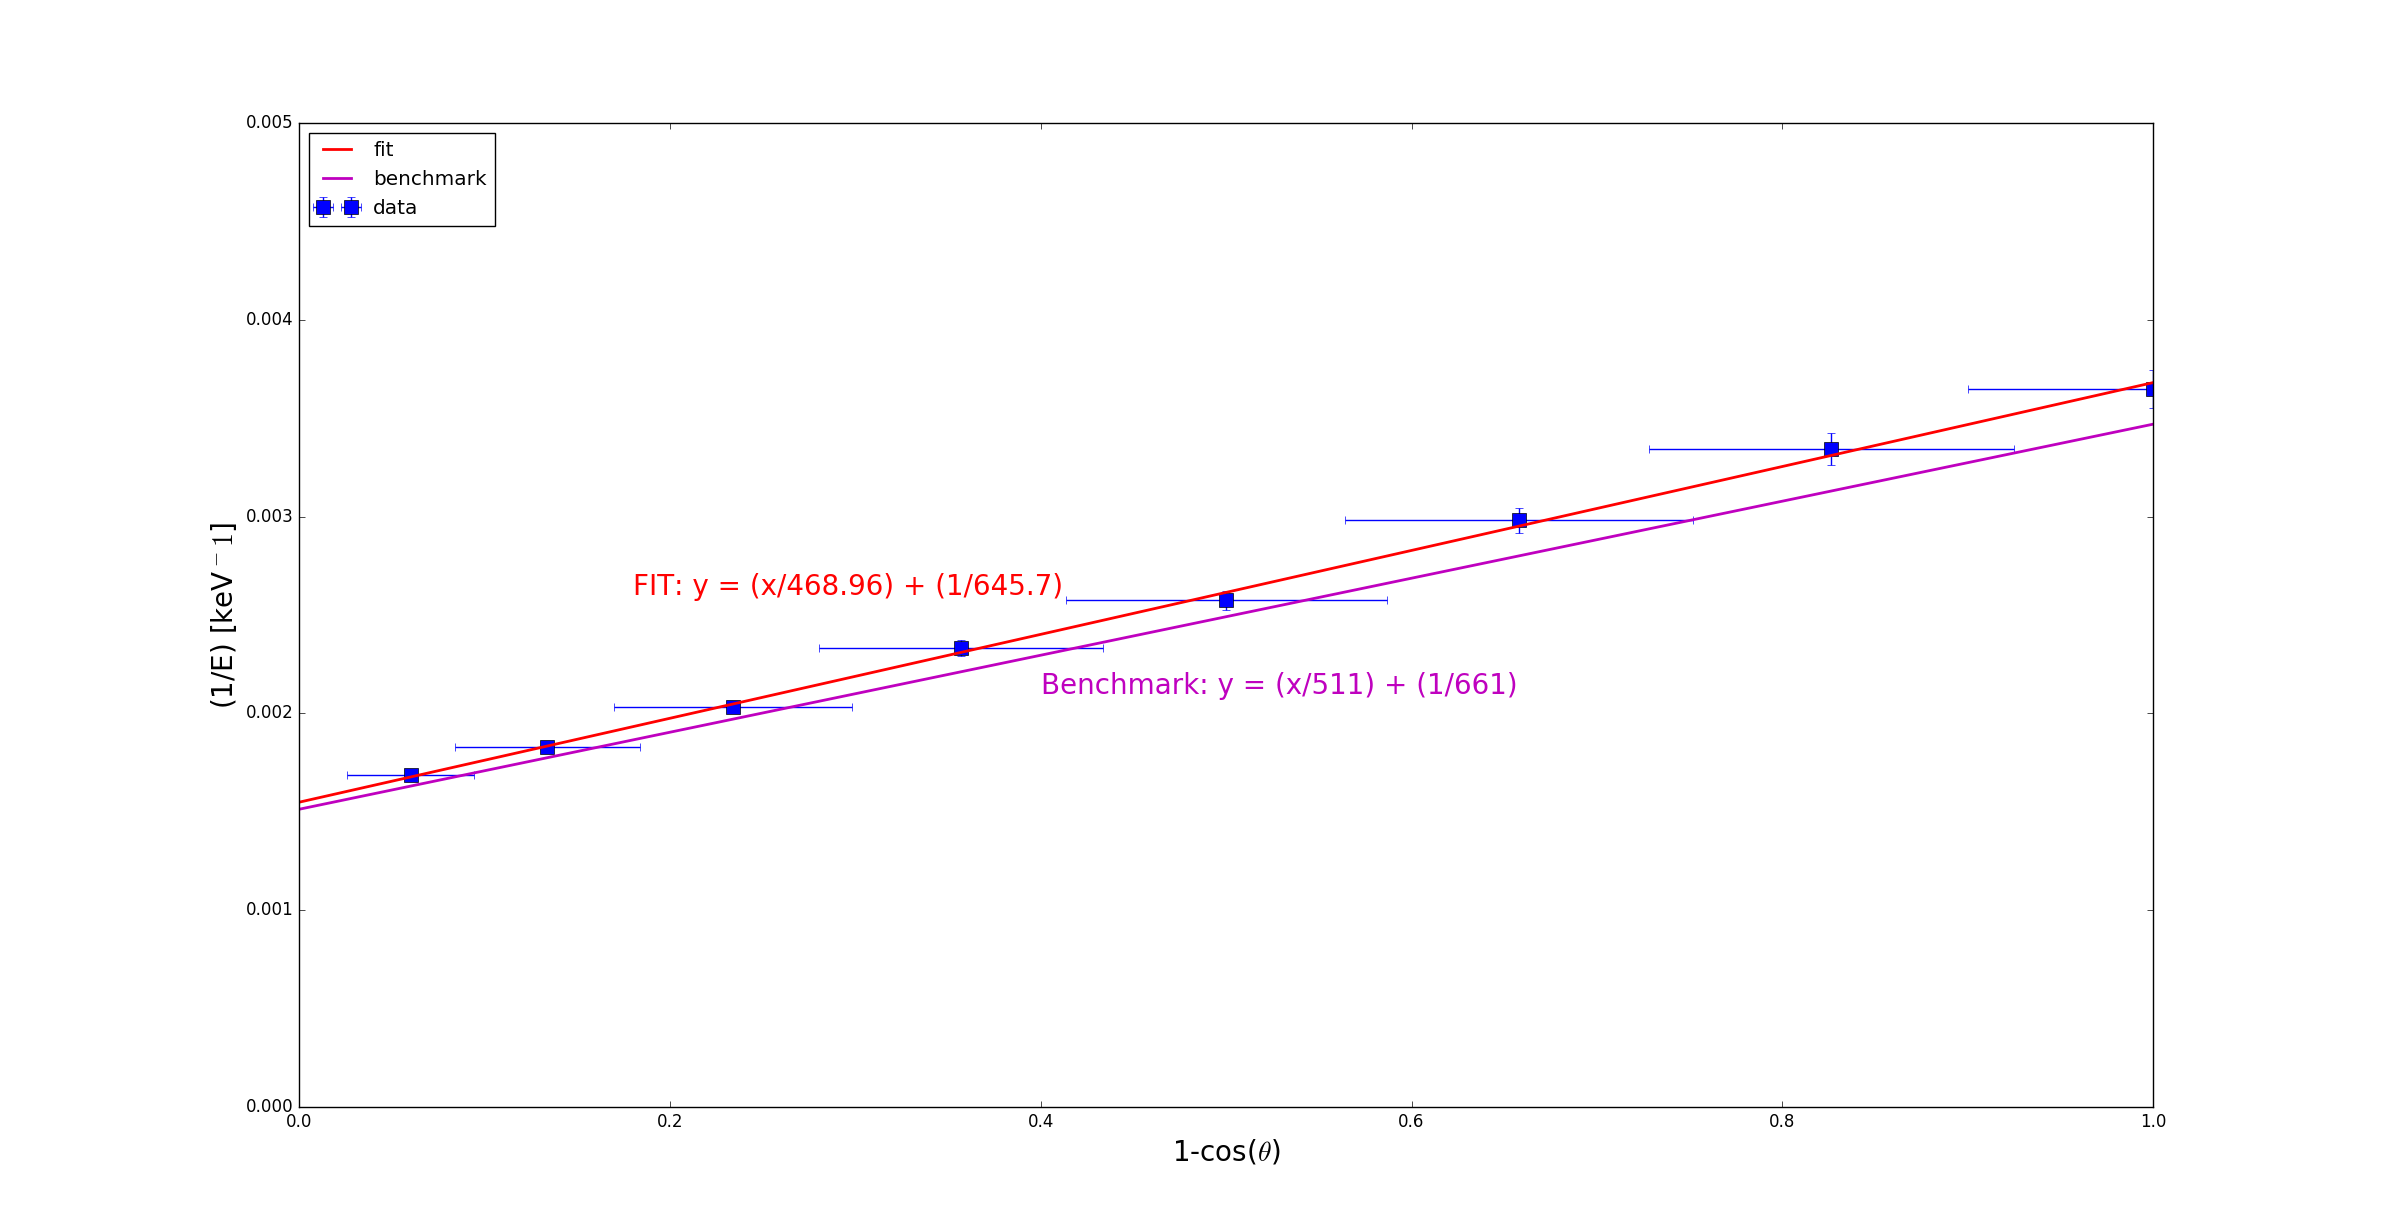 0.005
fit
benchmark
data
0.004
0.003
FIT: y = (x/468.96) + (1/645.7)
(1/E) [keV^−1]
Benchmark: y = (x/511) + (1/661)
0.002
0.001
0.000
0.0 0.2 0.4 0.6 0.8 1.0
1-cos(θ)